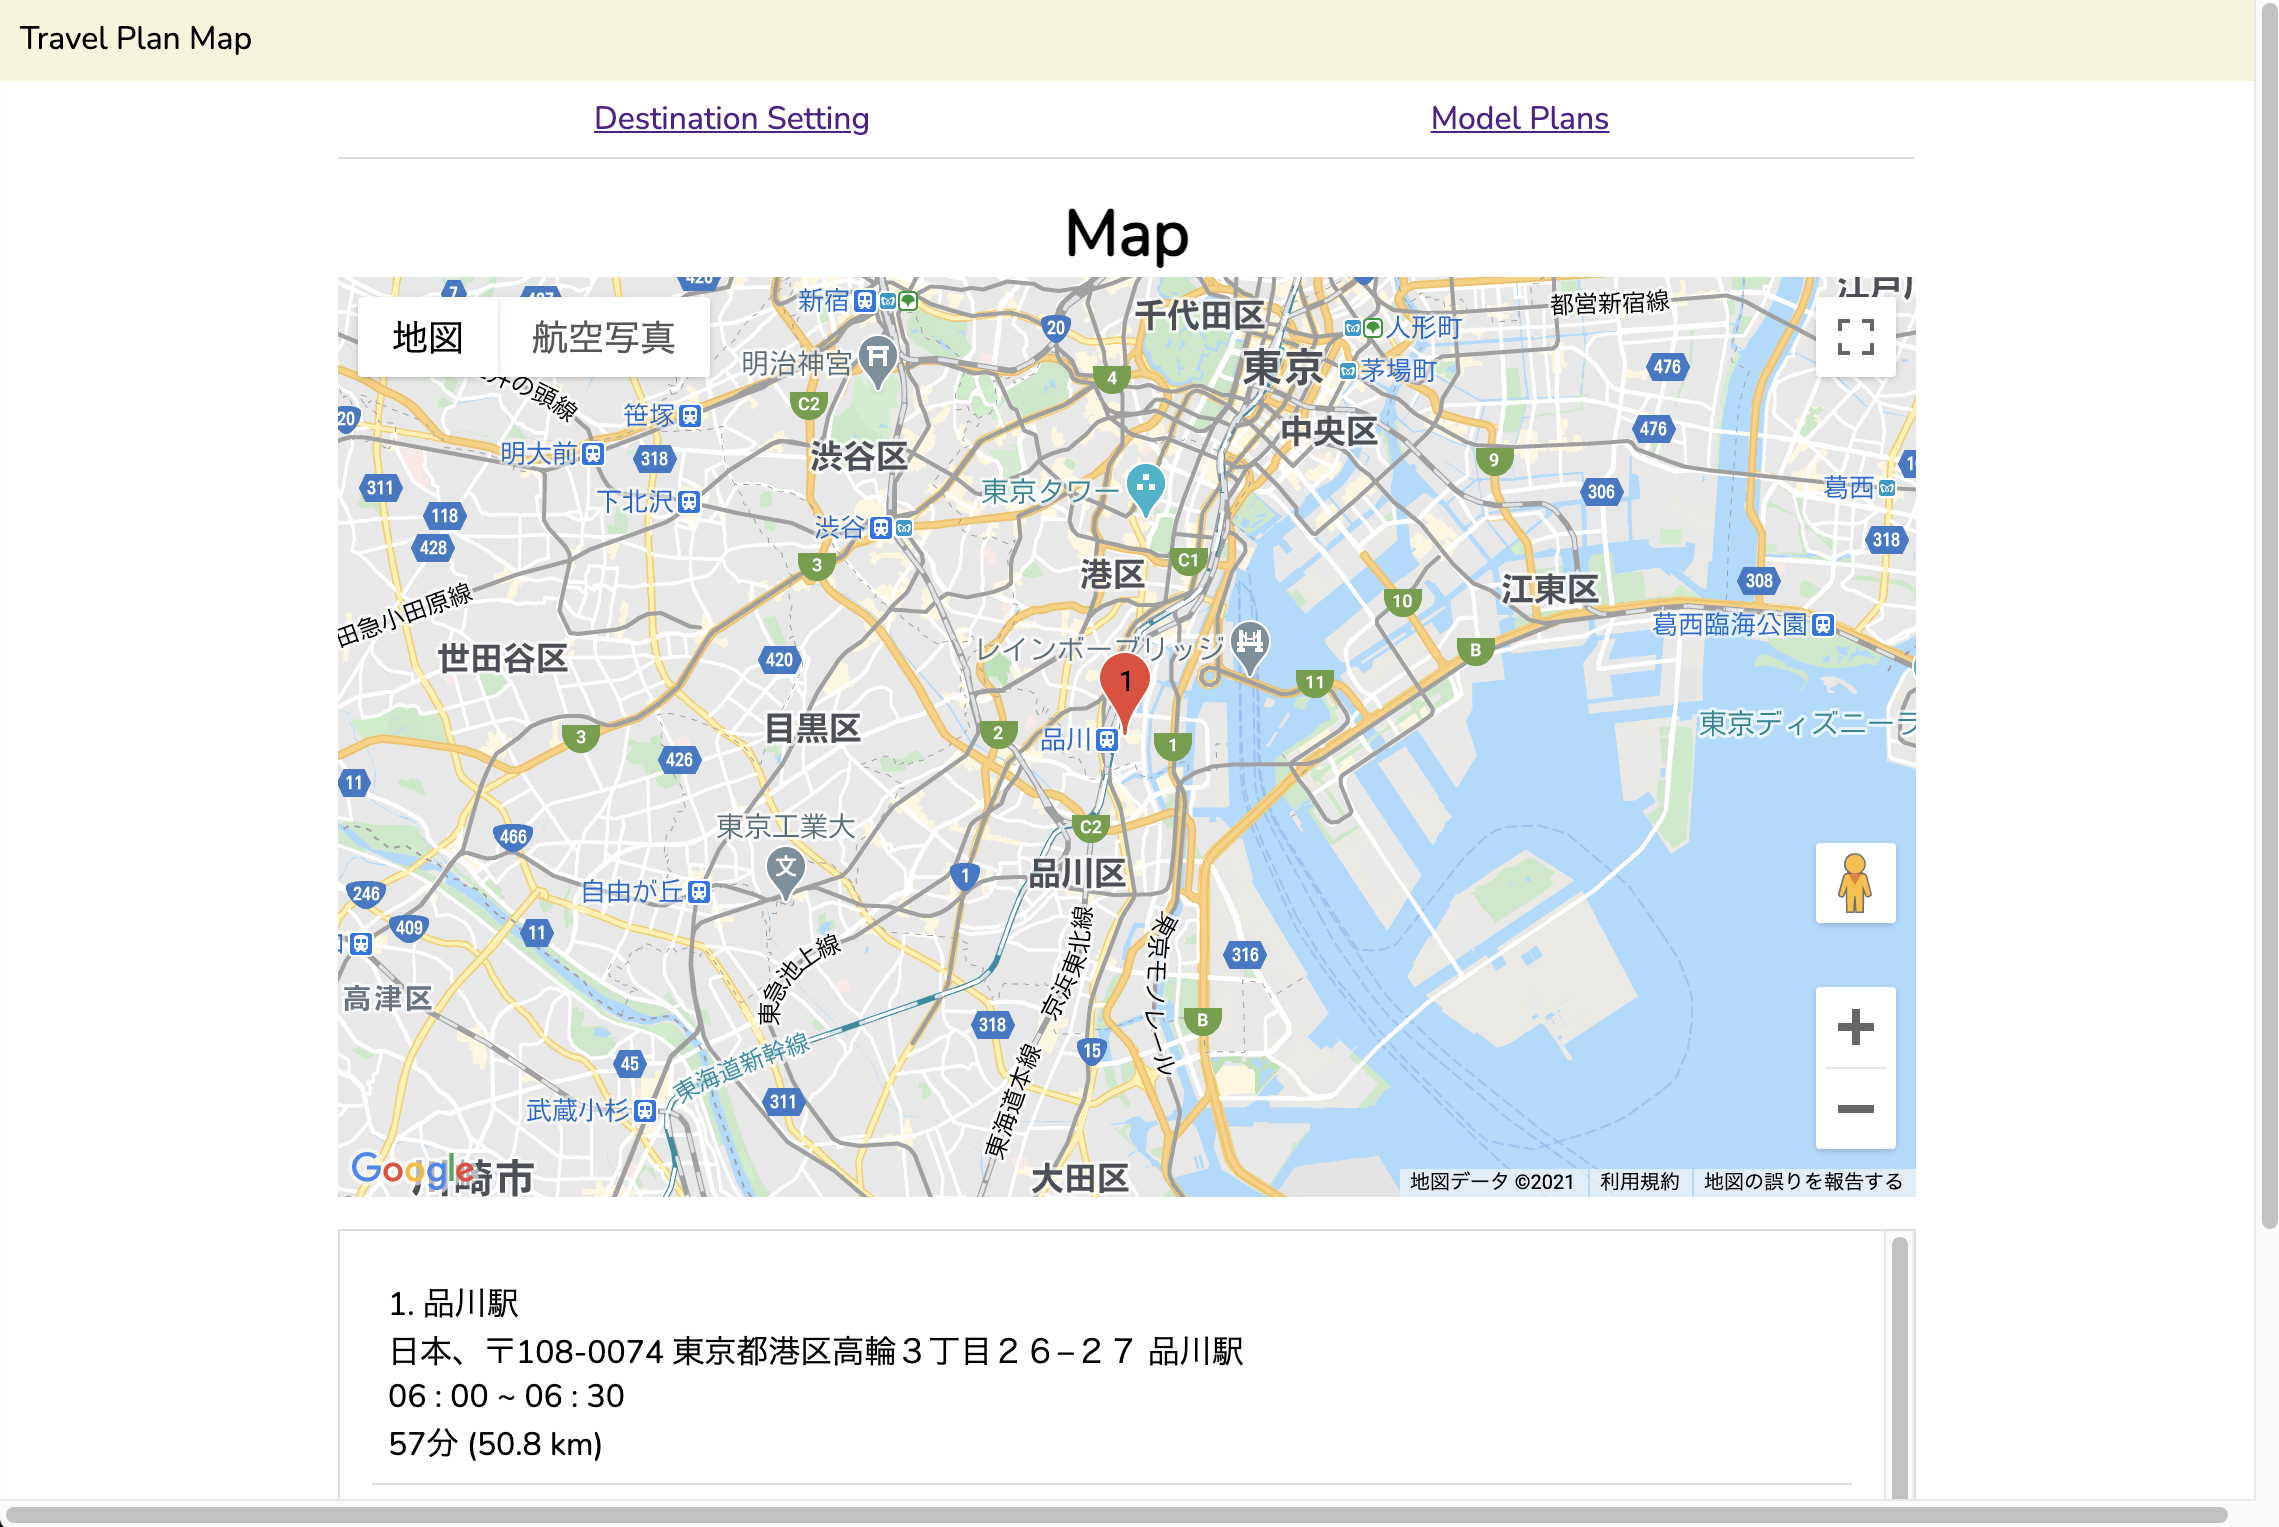 Travel Plan Map
Destination Setting
Model Plans
Map
地図
航空写真
7
420
新宿
20
千代田区
人形町
都営新宿線
明治神宮
東京
茅場町
476
4
C2
中央区
476
20
笹塚
明大前
318
渋谷区
9
311
下北沢
東京タワー
306
葛西
118
渋谷
428
3
C1
318
港区
308
田急小田原線
10
江東区
葛西臨海公園
世田谷区
420
レインボーブリッジ
B
1
11
3
目黒区
2
品川
1
東京ディズニーラ
426
11
466
東京工業大
C2
246
自由が丘
1
品川区
409
11
東急池上線
京浜東北線
東京モノレール
316
高津区
318
B
45
東海道新幹線
東海道本線
15
武蔵小杉
311
Google
崎市
大田区
地図データ ©2021
利用規約
地図の誤りを報告する
1. 品川駅
日本、〒108-0074 東京都港区高輪３丁目２６−２７ 品川駅
06 : 00 ~ 06 : 30
57分 (50.8 km)